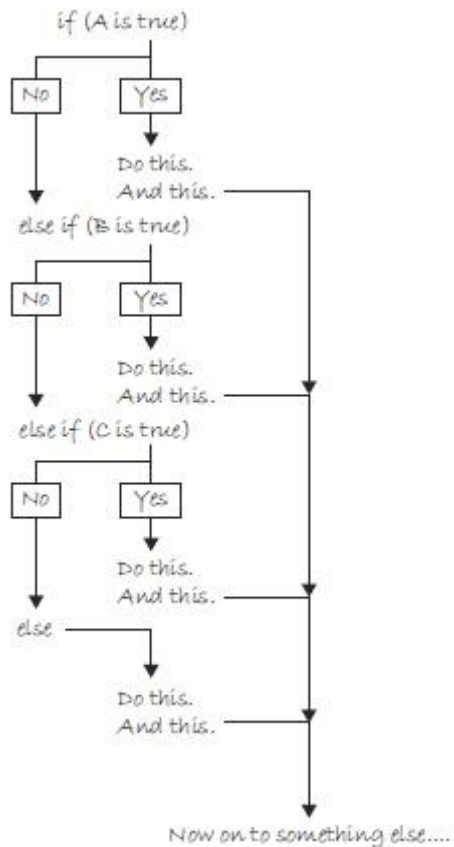 if (A is true)
No
Yes
Do this.
And this.
else if (B is true)
No
Yes
Do this.
And this.
else if (C is true)
No
Yes
Do this.
And this.
else
Do this.
And this.
Now on to something else....